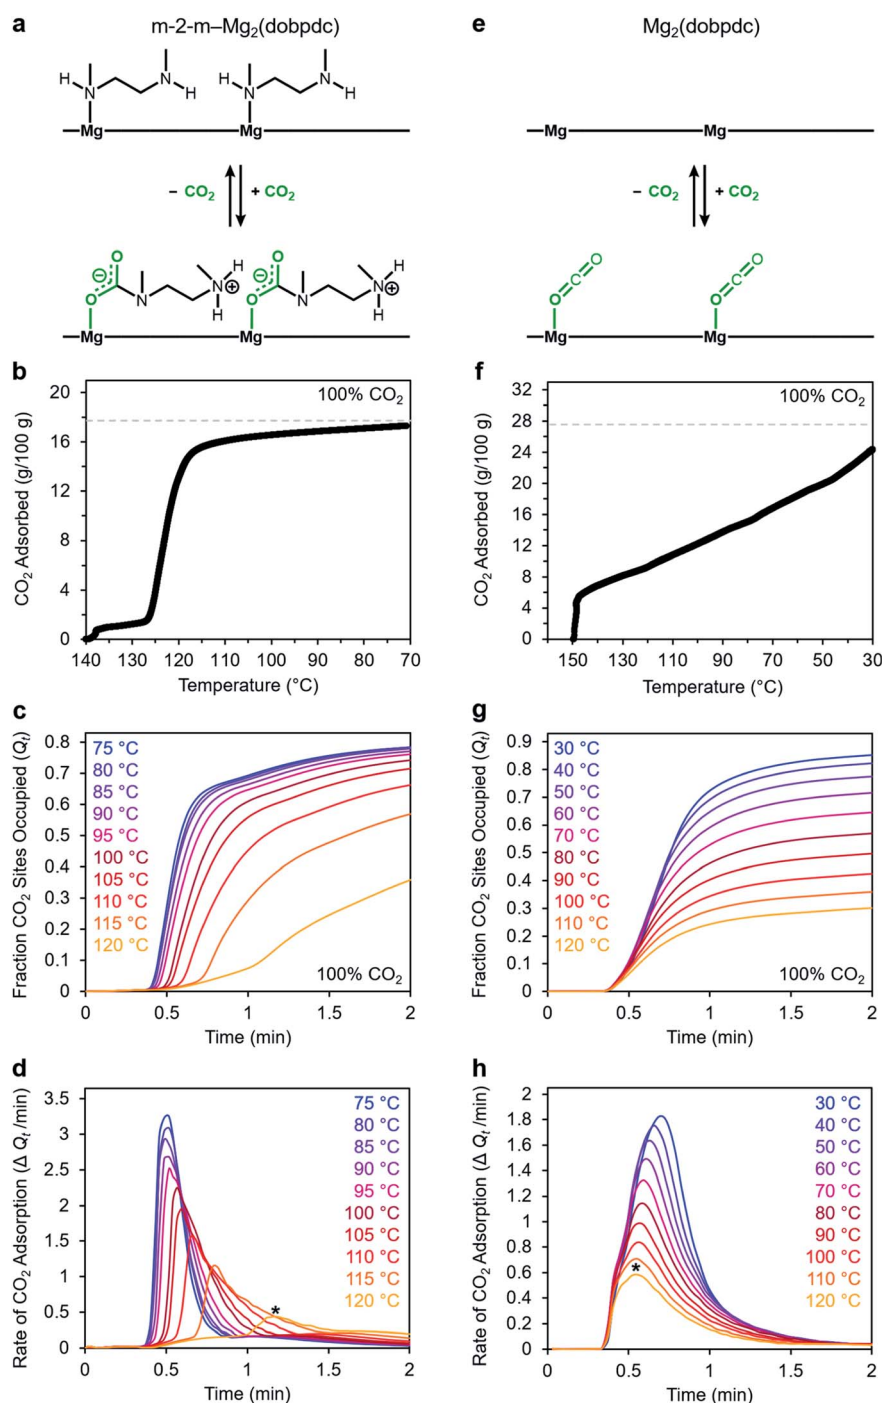 a
m-2-m–Mg₂(dobpdc)
H N N H H N N H
Mg Mg
– CO₂ + CO₂
O O
⊖ H ⊖ H
O N N H O N N H
⊕ ⊕
H H
Mg Mg
b
100% CO₂
CO₂ Adsorbed (g/100 g)
20
16
12
8
4
0
140 130 120 110 100 90 80 70
Temperature (°C)
c
Fraction CO₂ Sites Occupied (Qₜ)
0.8
0.7
0.6
0.5
0.4
0.3
0.2
0.1
0
75 °C
80 °C
85 °C
90 °C
95 °C
100 °C
105 °C
110 °C
115 °C
120 °C
100% CO₂
0 0.5 1 1.5 2
Time (min)
d
Rate of CO₂ Adsorption (Δ Qₜ /min)
3.5
3
2.5
2
1.5
1
0.5
0
75 °C
80 °C
85 °C
90 °C
95 °C
100 °C
105 °C
110 °C
115 °C
120 °C
*
0 0.5 1 1.5 2
Time (min)
e
Mg₂(dobpdc)
Mg Mg
– CO₂ + CO₂
O O
C C
O O
Mg Mg
f
100% CO₂
CO₂ Adsorbed (g/100 g)
32
28
24
20
16
12
8
4
0
150 130 110 90 70 50 30
Temperature (°C)
g
Fraction CO₂ Sites Occupied (Qₜ)
0.9
0.8
0.7
0.6
0.5
0.4
0.3
0.2
0.1
0
30 °C
40 °C
50 °C
60 °C
70 °C
80 °C
90 °C
100 °C
110 °C
120 °C
100% CO₂
0 0.5 1 1.5 2
Time (min)
h
Rate of CO₂ Adsorption (Δ Qₜ /min)
2
1.8
1.6
1.4
1.2
1
0.8
0.6
0.4
0.2
0
30 °C
40 °C
50 °C
60 °C
70 °C
80 °C
90 °C
100 °C
110 °C
120 °C
*
0 0.5 1 1.5 2
Time (min)